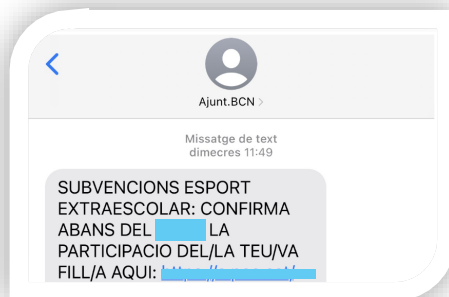 Ajunt.BCN
Missatge de text
dimecres 11:49
SUBVENCIONS ESPORT
EXTRAESCOLAR: CONFIRMA
ABANS DEL LA
PARTICIPACIO DEL/LA TEU/VA
FILL/A AQUI: